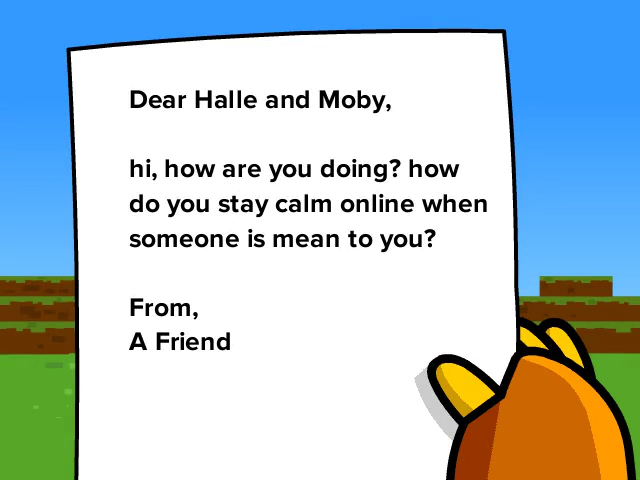 Dear Halle and Moby,
hi, how are you doing? how
do you stay calm online when
someone is mean to you?
From,
A Friend